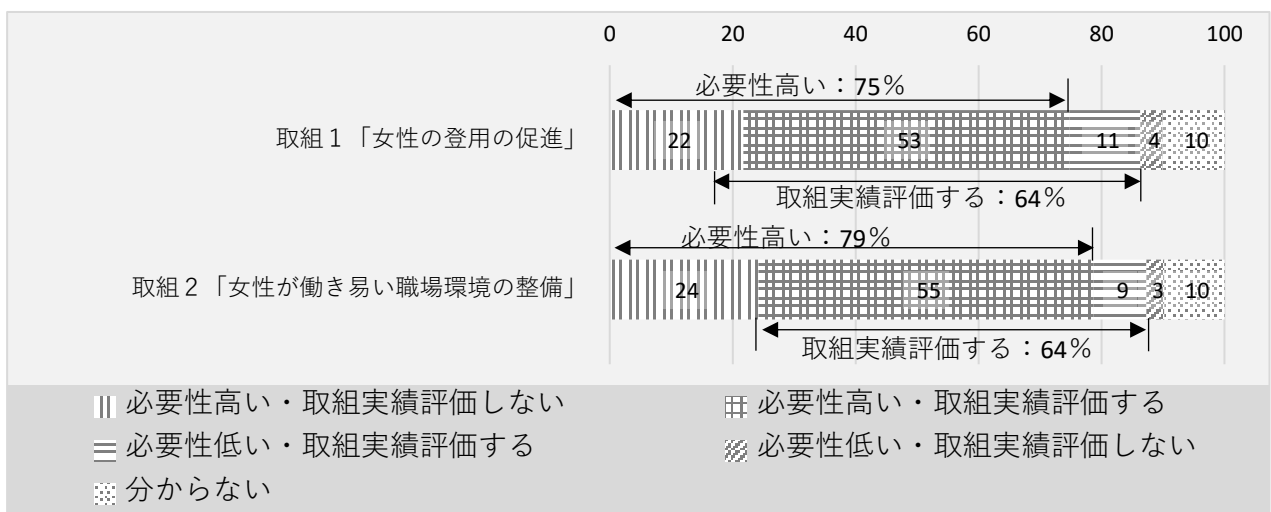 0 20 40 60 80 100
必要性高い：75％
取組１「女性の登用の促進」 22 53 11 4 10
取組実績評価する：64％
必要性高い：79％
取組２「女性が働き易い職場環境の整備」 24 55 9 3 10
取組実績評価する：64％
必要性高い・取組実績評価しない 必要性高い・取組実績評価する
必要性低い・取組実績評価する 必要性低い・取組実績評価しない
分からない